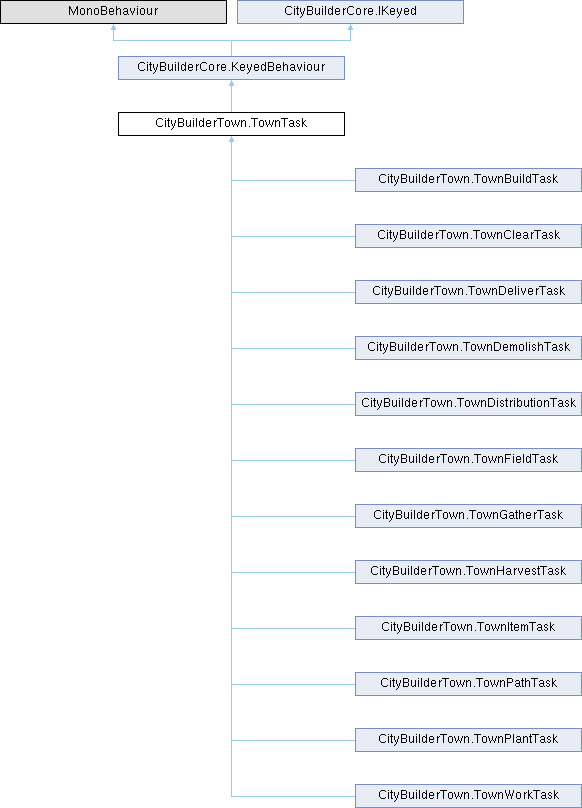 MonoBehaviour
CityBuilderCore.IKeyed
CityBuilderCore.KeyedBehaviour
CityBuilderTown.TownTask
CityBuilderTown.TownBuildTask
CityBuilderTown.TownClearTask
CityBuilderTown.TownDeliverTask
CityBuilderTown.TownDemolishTask
CityBuilderTown.TownDistributionTask
CityBuilderTown.TownFieldTask
CityBuilderTown.TownGatherTask
CityBuilderTown.TownHarvestTask
CityBuilderTown.TownItemTask
CityBuilderTown.TownPathTask
CityBuilderTown.TownPlantTask
CityBuilderTown.TownWorkTask